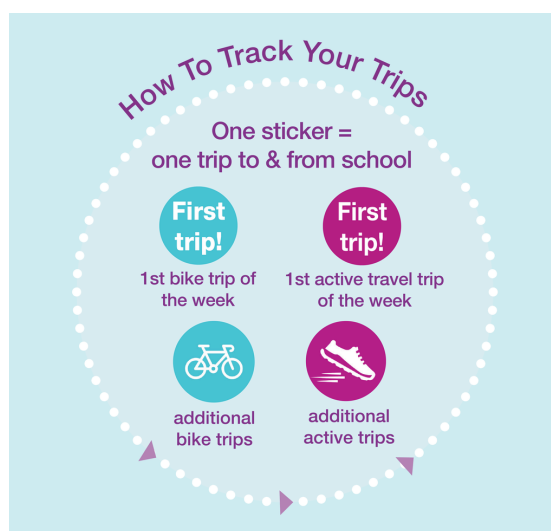 How To Track Your Trips
One sticker =
one trip to & from school
First
trip!
1st bike trip of
the week
First
trip!
1st active travel trip
of the week
additional
bike trips
additional
active trips